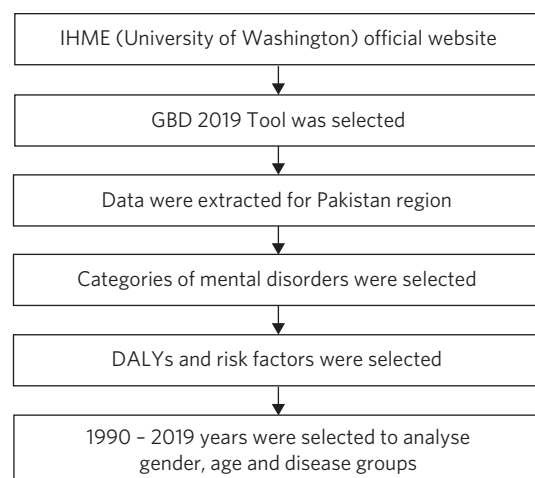 IHME (University of Washington) official website
GBD 2019 Tool was selected
Data were extracted for Pakistan region
Categories of mental disorders were selected
DALYs and risk factors were selected
1990 – 2019 years were selected to analyse
gender, age and disease groups